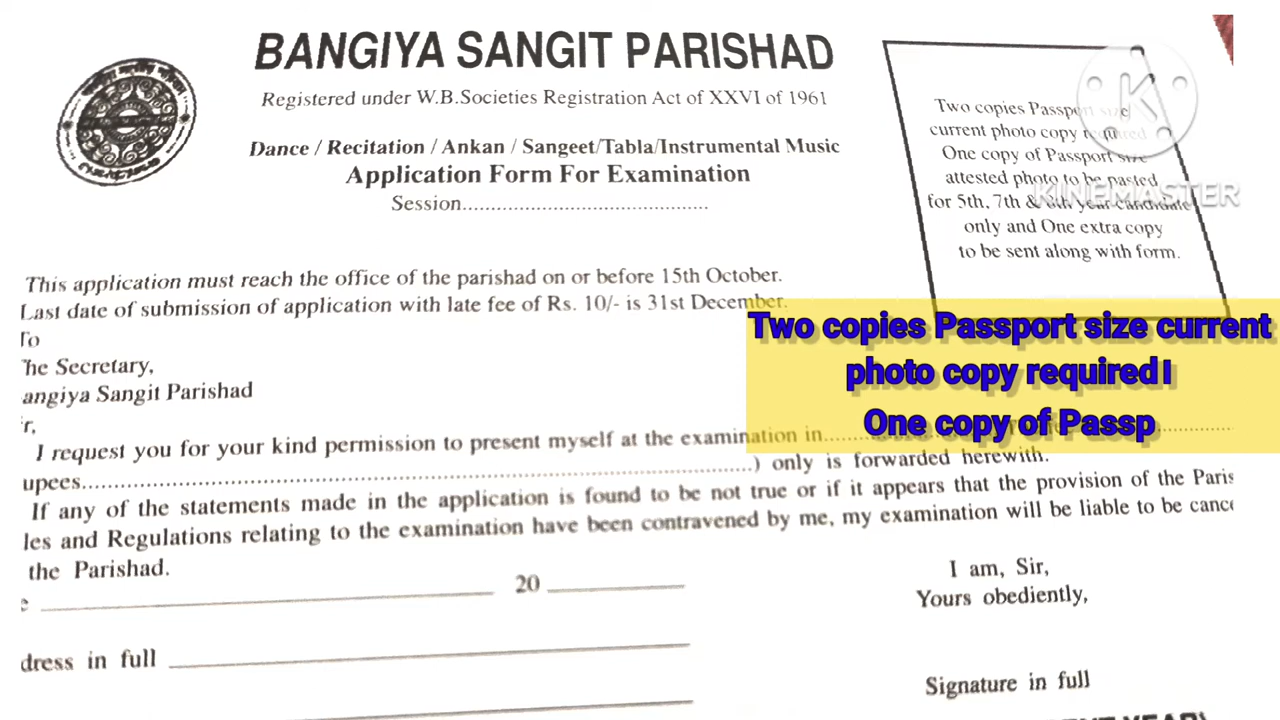 BANGIYA SANGIT PARISHAD
Registered under W.B.Societies Registration Act of XXVI of 1961
Dance / Recitation / Ankan / Sangeet/Tabla/Instrumental Music
Application Form For Examination
Session..................................................
Two copies Passport size
current photo copy required
One copy of Passport size
attested photo to be pasted
for 5th, 7th & 8th year candidate
only and One extra copy
to be sent along with form.
K
KINEMASTER
This application must reach the office of the parishad on or before 15th October.
Last date of submission of application with late fee of Rs. 10/- is 31st December.
To
he Secretary,
angiya Sangit Parishad
ir,
Two copies Passport size current
photo copy required।
One copy of Passp
I request you for your kind permission to present myself at the examination in.....
upees....................................................) only is forwarded herewith.
If any of the statements made in the application is found to be not true or if it appears that the provision of the Paris
les and Regulations relating to the examination have been contravened by me, my examination will be liable to be cance
the Parishad.
e ____________________ 20 ________
I am, Sir,
Yours obediently,
dress in full ____________________
Signature in full